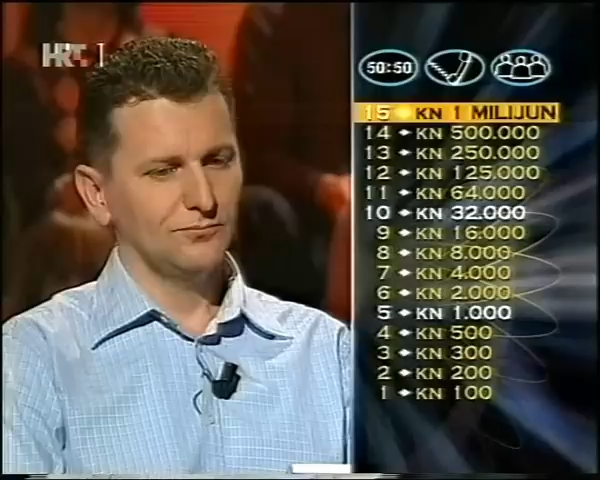 HRT 1
50:50
15 KN 1 MILIJUN
14 KN 500.000
13 KN 250.000
12 KN 125.000
11 KN 64.000
10 KN 32.000
9 KN 16.000
8 KN 8.000
7 KN 4.000
6 KN 2.000
5 KN 1.000
4 KN 500
3 KN 300
2 KN 200
1 KN 100